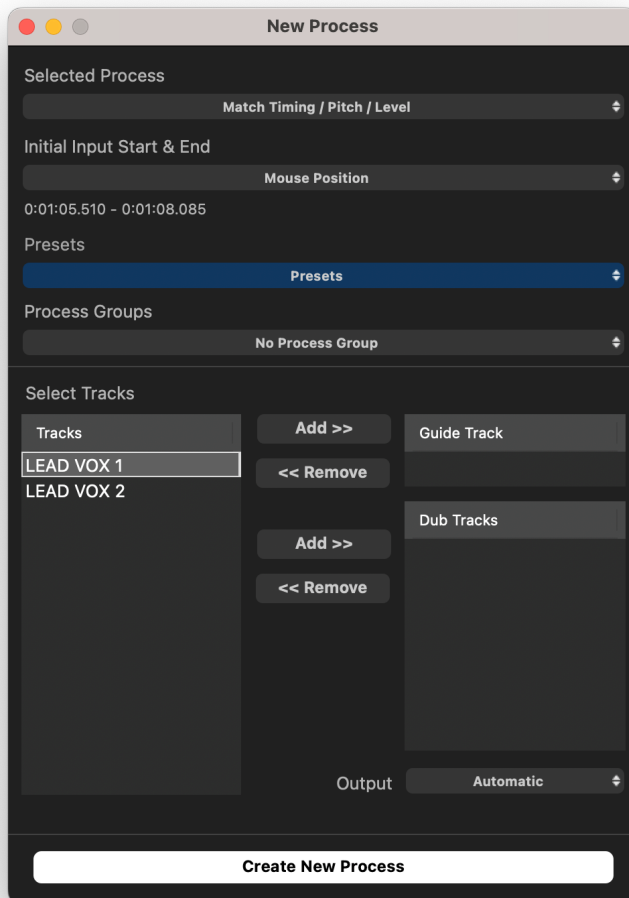 New Process
Selected Process
Match Timing / Pitch / Level
Initial Input Start & End
Mouse Position
0:01:05.510 - 0:01:08.085
Presets
Presets
Process Groups
No Process Group
Select Tracks
Tracks
LEAD VOX 1
LEAD VOX 2
Add >>
<< Remove
Add >>
<< Remove
Guide Track
Dub Tracks
Output
Automatic
Create New Process